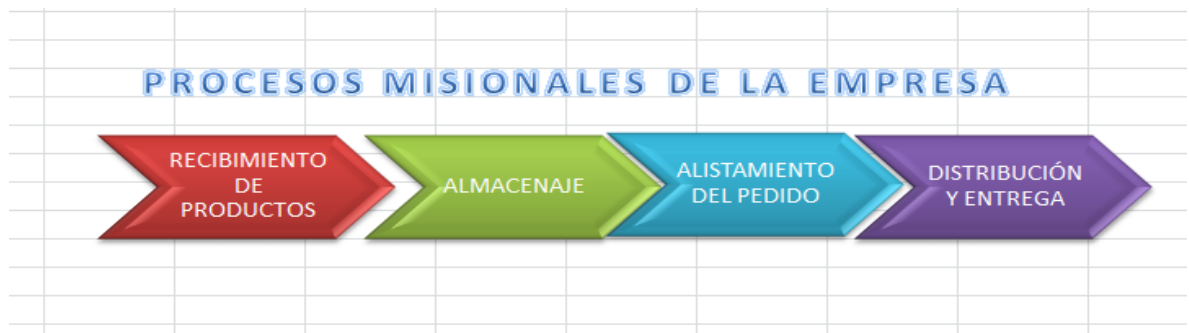 PROCESOS MISIONALES DE LA EMPRESA
RECIBIMIENTO
DE
PRODUCTOS
ALMACENAJE
ALISTAMIENTO
DEL PEDIDO
DISTRIBUCIÓN
Y ENTREGA